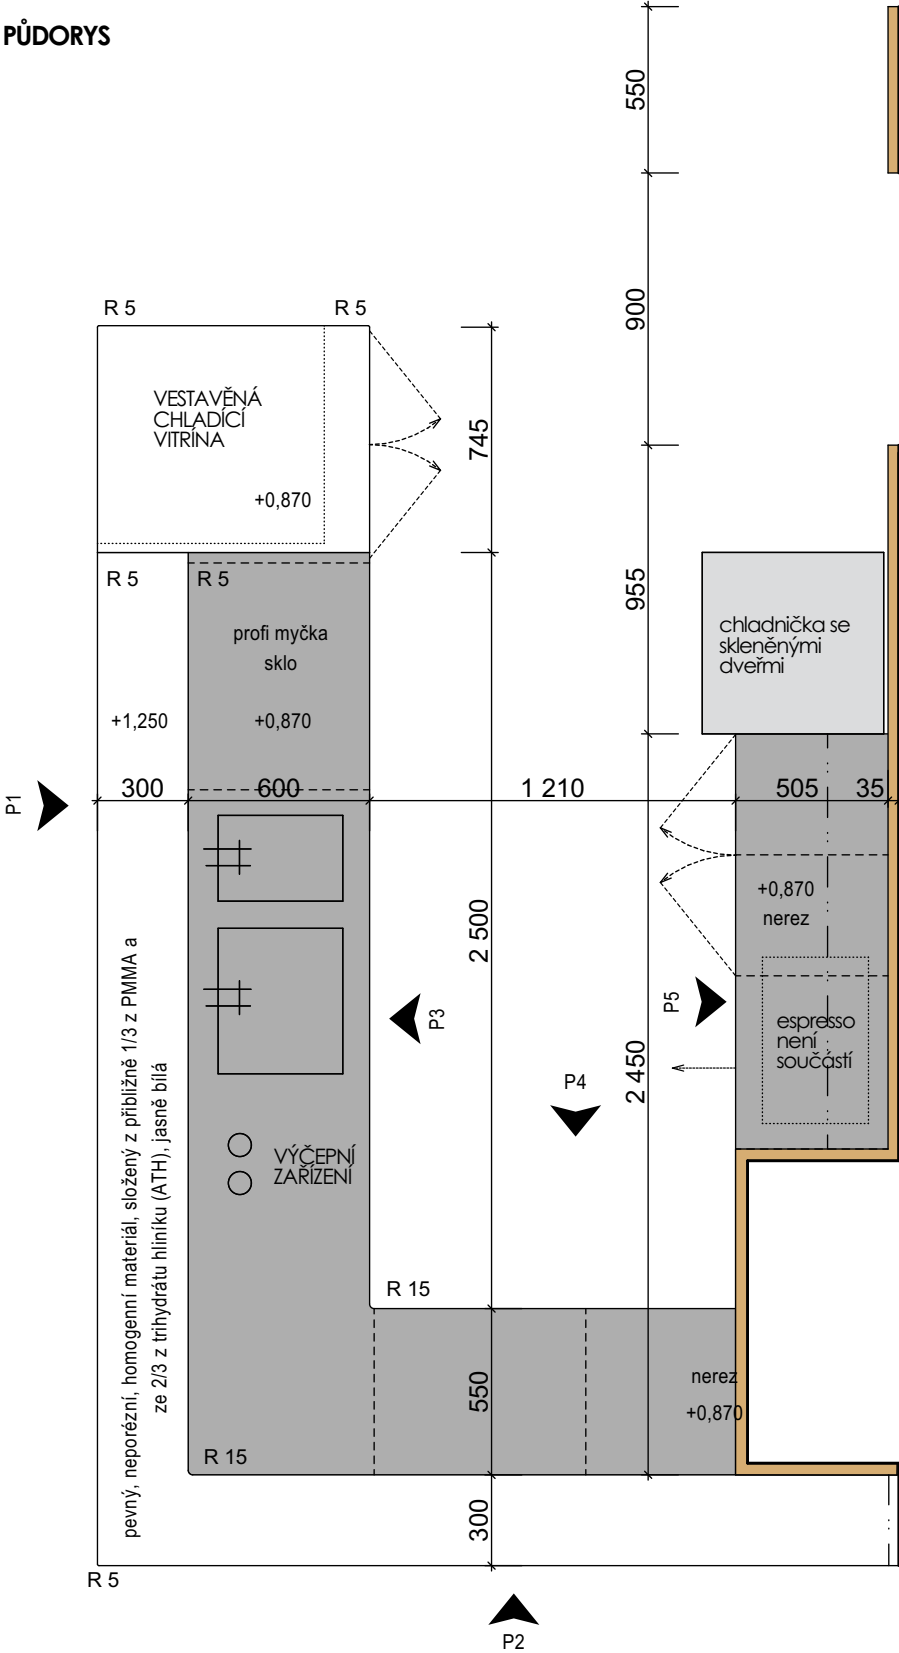 PŮDORYS
550
900
R 5
R 5
VESTAVĚNÁ
CHLADÍCÍ
VITRÍNA
+0,870
745
955
R 5
R 5
profi myčka
sklo
chladnička se
skleněnými
dveřmi
+1,250
+0,870
P1
300
600
1 210
505
35
2 500
+0,870
nerez
P3
P5
espresso
není
součástí
2 450
P4
pevný, neporézní, homogenní materiál, složený z přibližně 1/3 z PMMA a
ze 2/3 z trihydrátu hliníku (ATH), jasně bílá
VÝČEPNÍ
ZAŘÍZENÍ
R 15
550
nerez
+0,870
R 15
300
R 5
P2